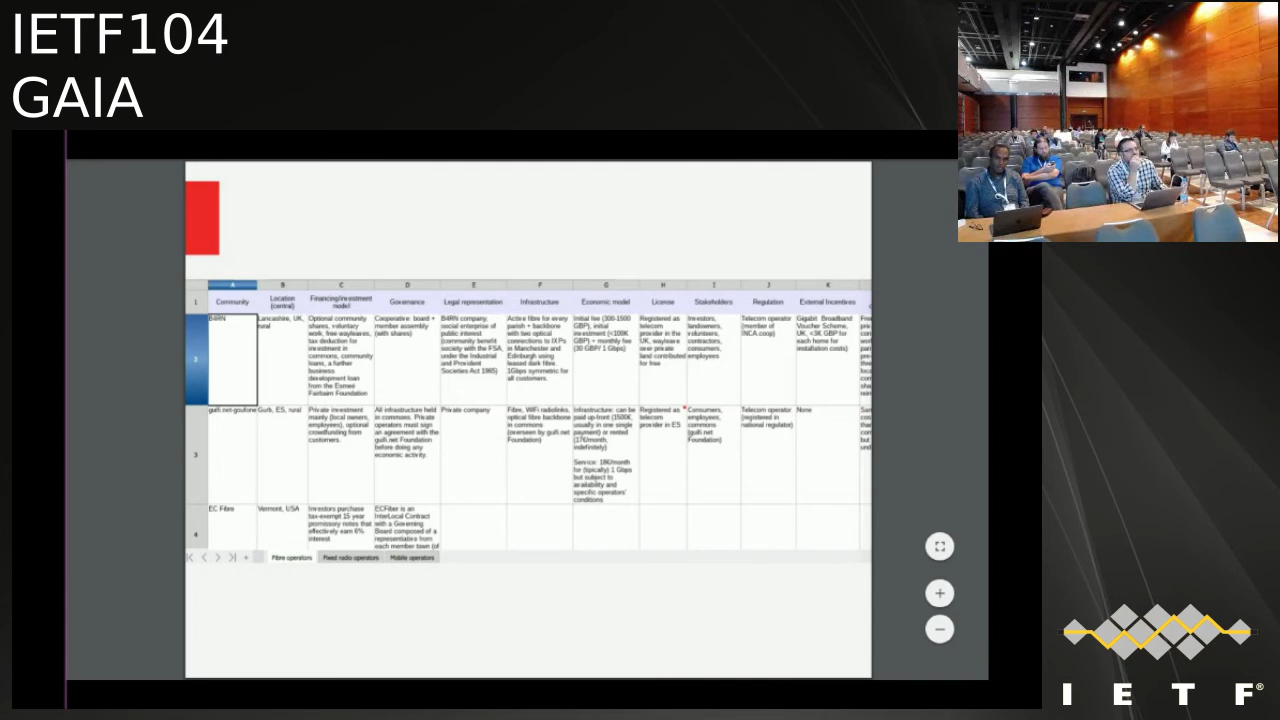 IETF104
GAIA
A B C D E F G H I J K
1 Community Location (central) Financing/investment model Governance Legal representation Infrastructure Economic model License Stakeholders Regulation External Incentives
2
B4RN
Lancashire, UK,
rural
Optional community
shares, voluntary
work, free wayleaves,
tax deduction for
investment in
commons, community
loans, a further
business
development loan
from the Esmée
Fairbairn Foundation
Cooperative: board +
member assembly
(with shares)
B4RN company,
social enterprise of
public interest
(community benefit
society with the FSA,
under the Industrial
and Provident
Societies Act 1965)
Active fibre for every
parish + backbone
with two optical
connections to IXPs
in Manchester and
Edinburgh using
leased dark fibre.
1Gbps symmetric for
all customers.
Initial fee (300-1500
GBP), initial
investment (<100K
GBP) + monthly fee
(30 GBP/ 1 Gbps)
Registered as
telecom
provider in the
UK, wayleave
over private
land contributed
for free
Investors,
landowners,
volunteers,
contractors,
consumers,
employees
Telecom operator
(member of
INCA.coop)
Gigabit Broadband
Voucher Scheme,
UK, <3K GBP for
each home for
installation costs)
3
guifi.net-goufone
Gurb, ES, rural
Private investment
mainly (local owners,
employees), optional
crowdfunding from
customers.
All infrastructure held
in commons. Private
operators must sign
an agreement with the
guifi.net Foundation
before doing any
economic activity.
Private company
Fibre, WiFi radiolinks,
optical fibre backbone
in commons
(overseen by guifi.net
Foundation)
Infrastructure: can be
paid up-front (1500€,
usually in one single
payment) or rented
(17€/month,
indefinitely)
Service: 18€/month
for (typically) 1 Gbps
but subject to
availability and
specific operators'
conditions
Registered as
telecom
provider in ES
Consumers,
employees,
commons
(guifi.net
Foundation)
Telecom operator
(registered in
national regulator)
None
4
EC Fibre
Vermont, USA
Investors purchase
tax-exempt 15 year
promissory notes that
effectively earn 6%
interest
ECFiber is an
InterLocal Contract
with a Governing
Board composed of a
representative from
each member town (of
Fibre operators Fixed radio operators Mobile operators
I E T F®